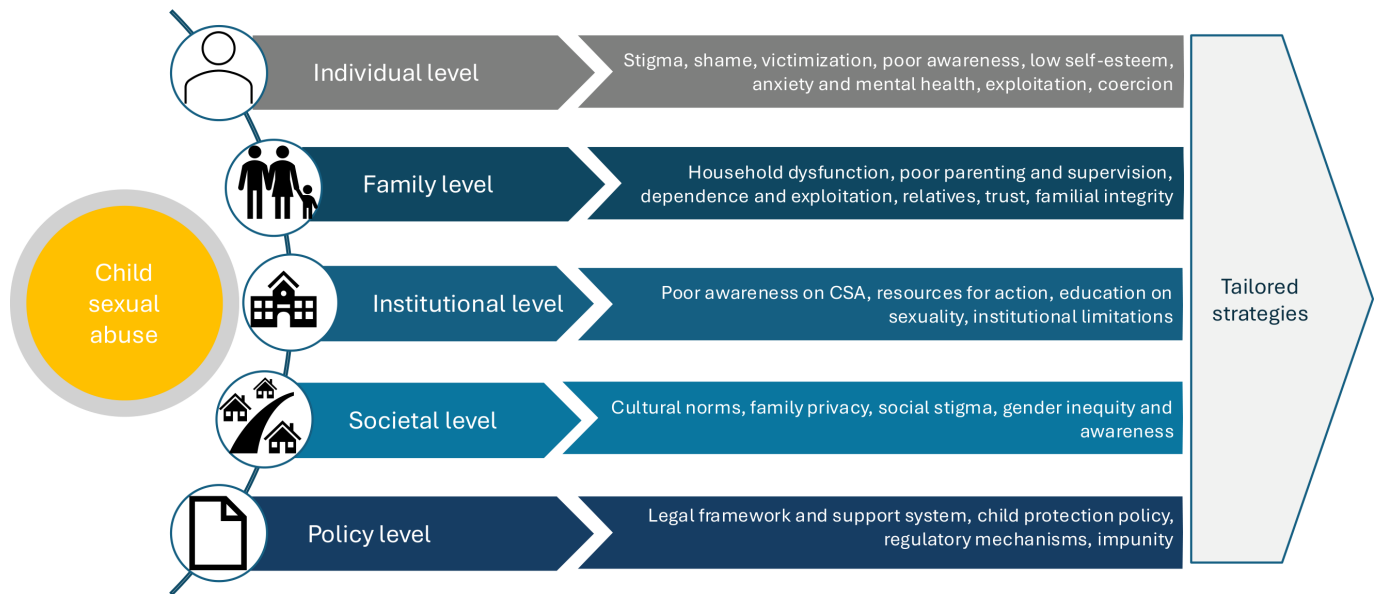 Individual level
Stigma, shame, victimization, poor awareness, low self-esteem,
anxiety and mental health, exploitation, coercion
Family level
Household dysfunction, poor parenting and supervision,
dependence and exploitation, relatives, trust, familial integrity
Child
sexual
abuse
Institutional level
Poor awareness on CSA, resources for action, education on
sexuality, institutional limitations
Tailored
strategies
Societal level
Cultural norms, family privacy, social stigma, gender inequity and
awareness
Policy level
Legal framework and support system, child protection policy,
regulatory mechanisms, impunity